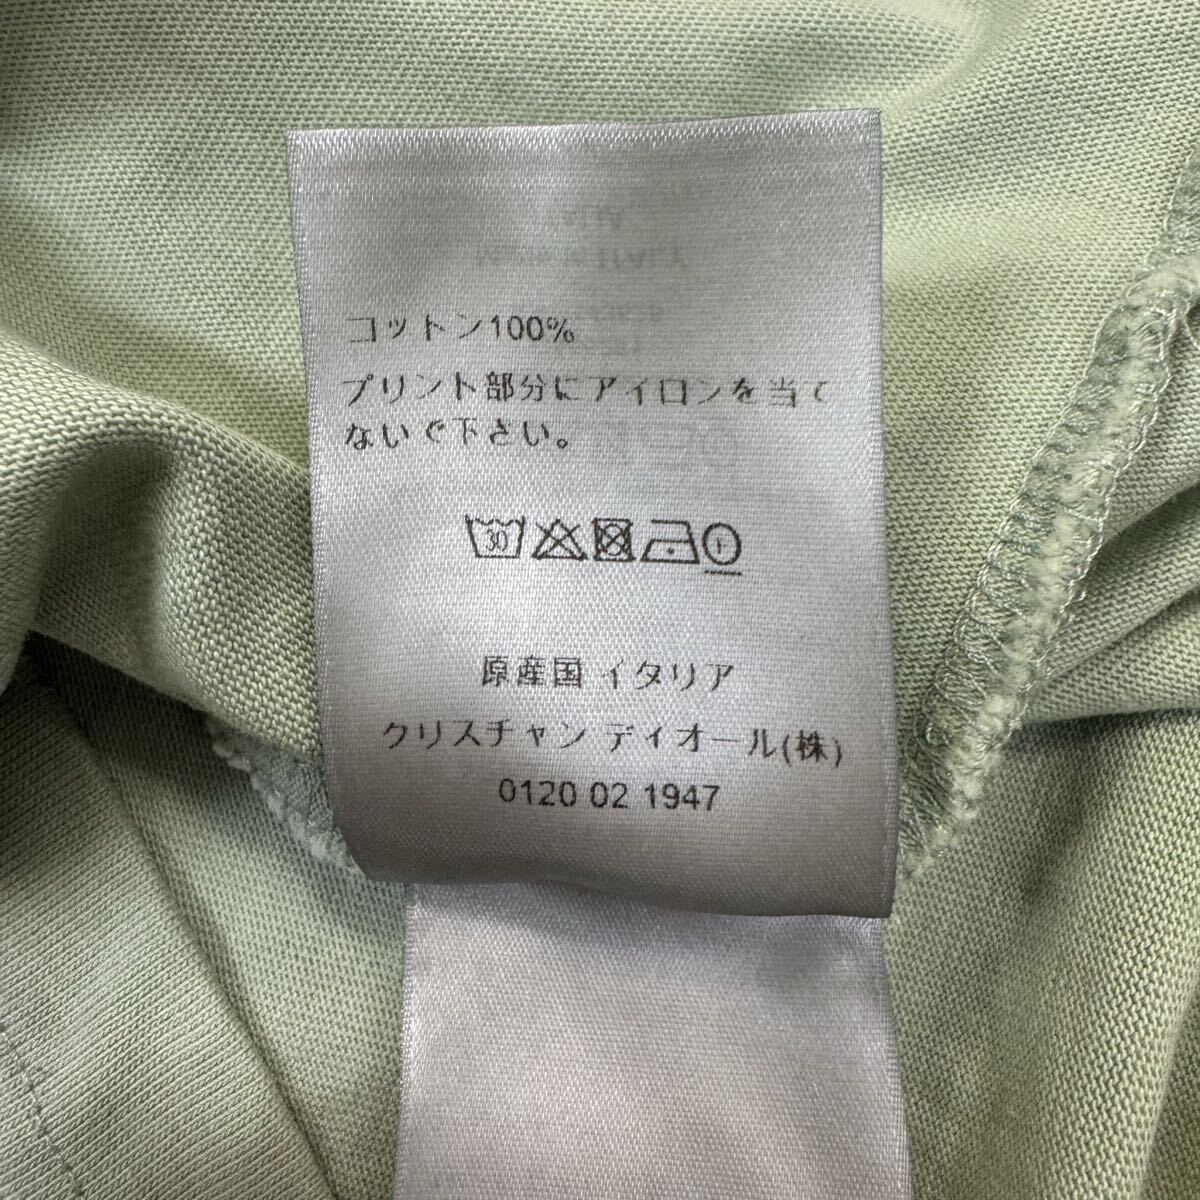 コットン100%
プリント部分にアイロンを当て
ないで下さい。
30
原産国 イタリア
クリスチャン ディオール(株)
0120 02 1947